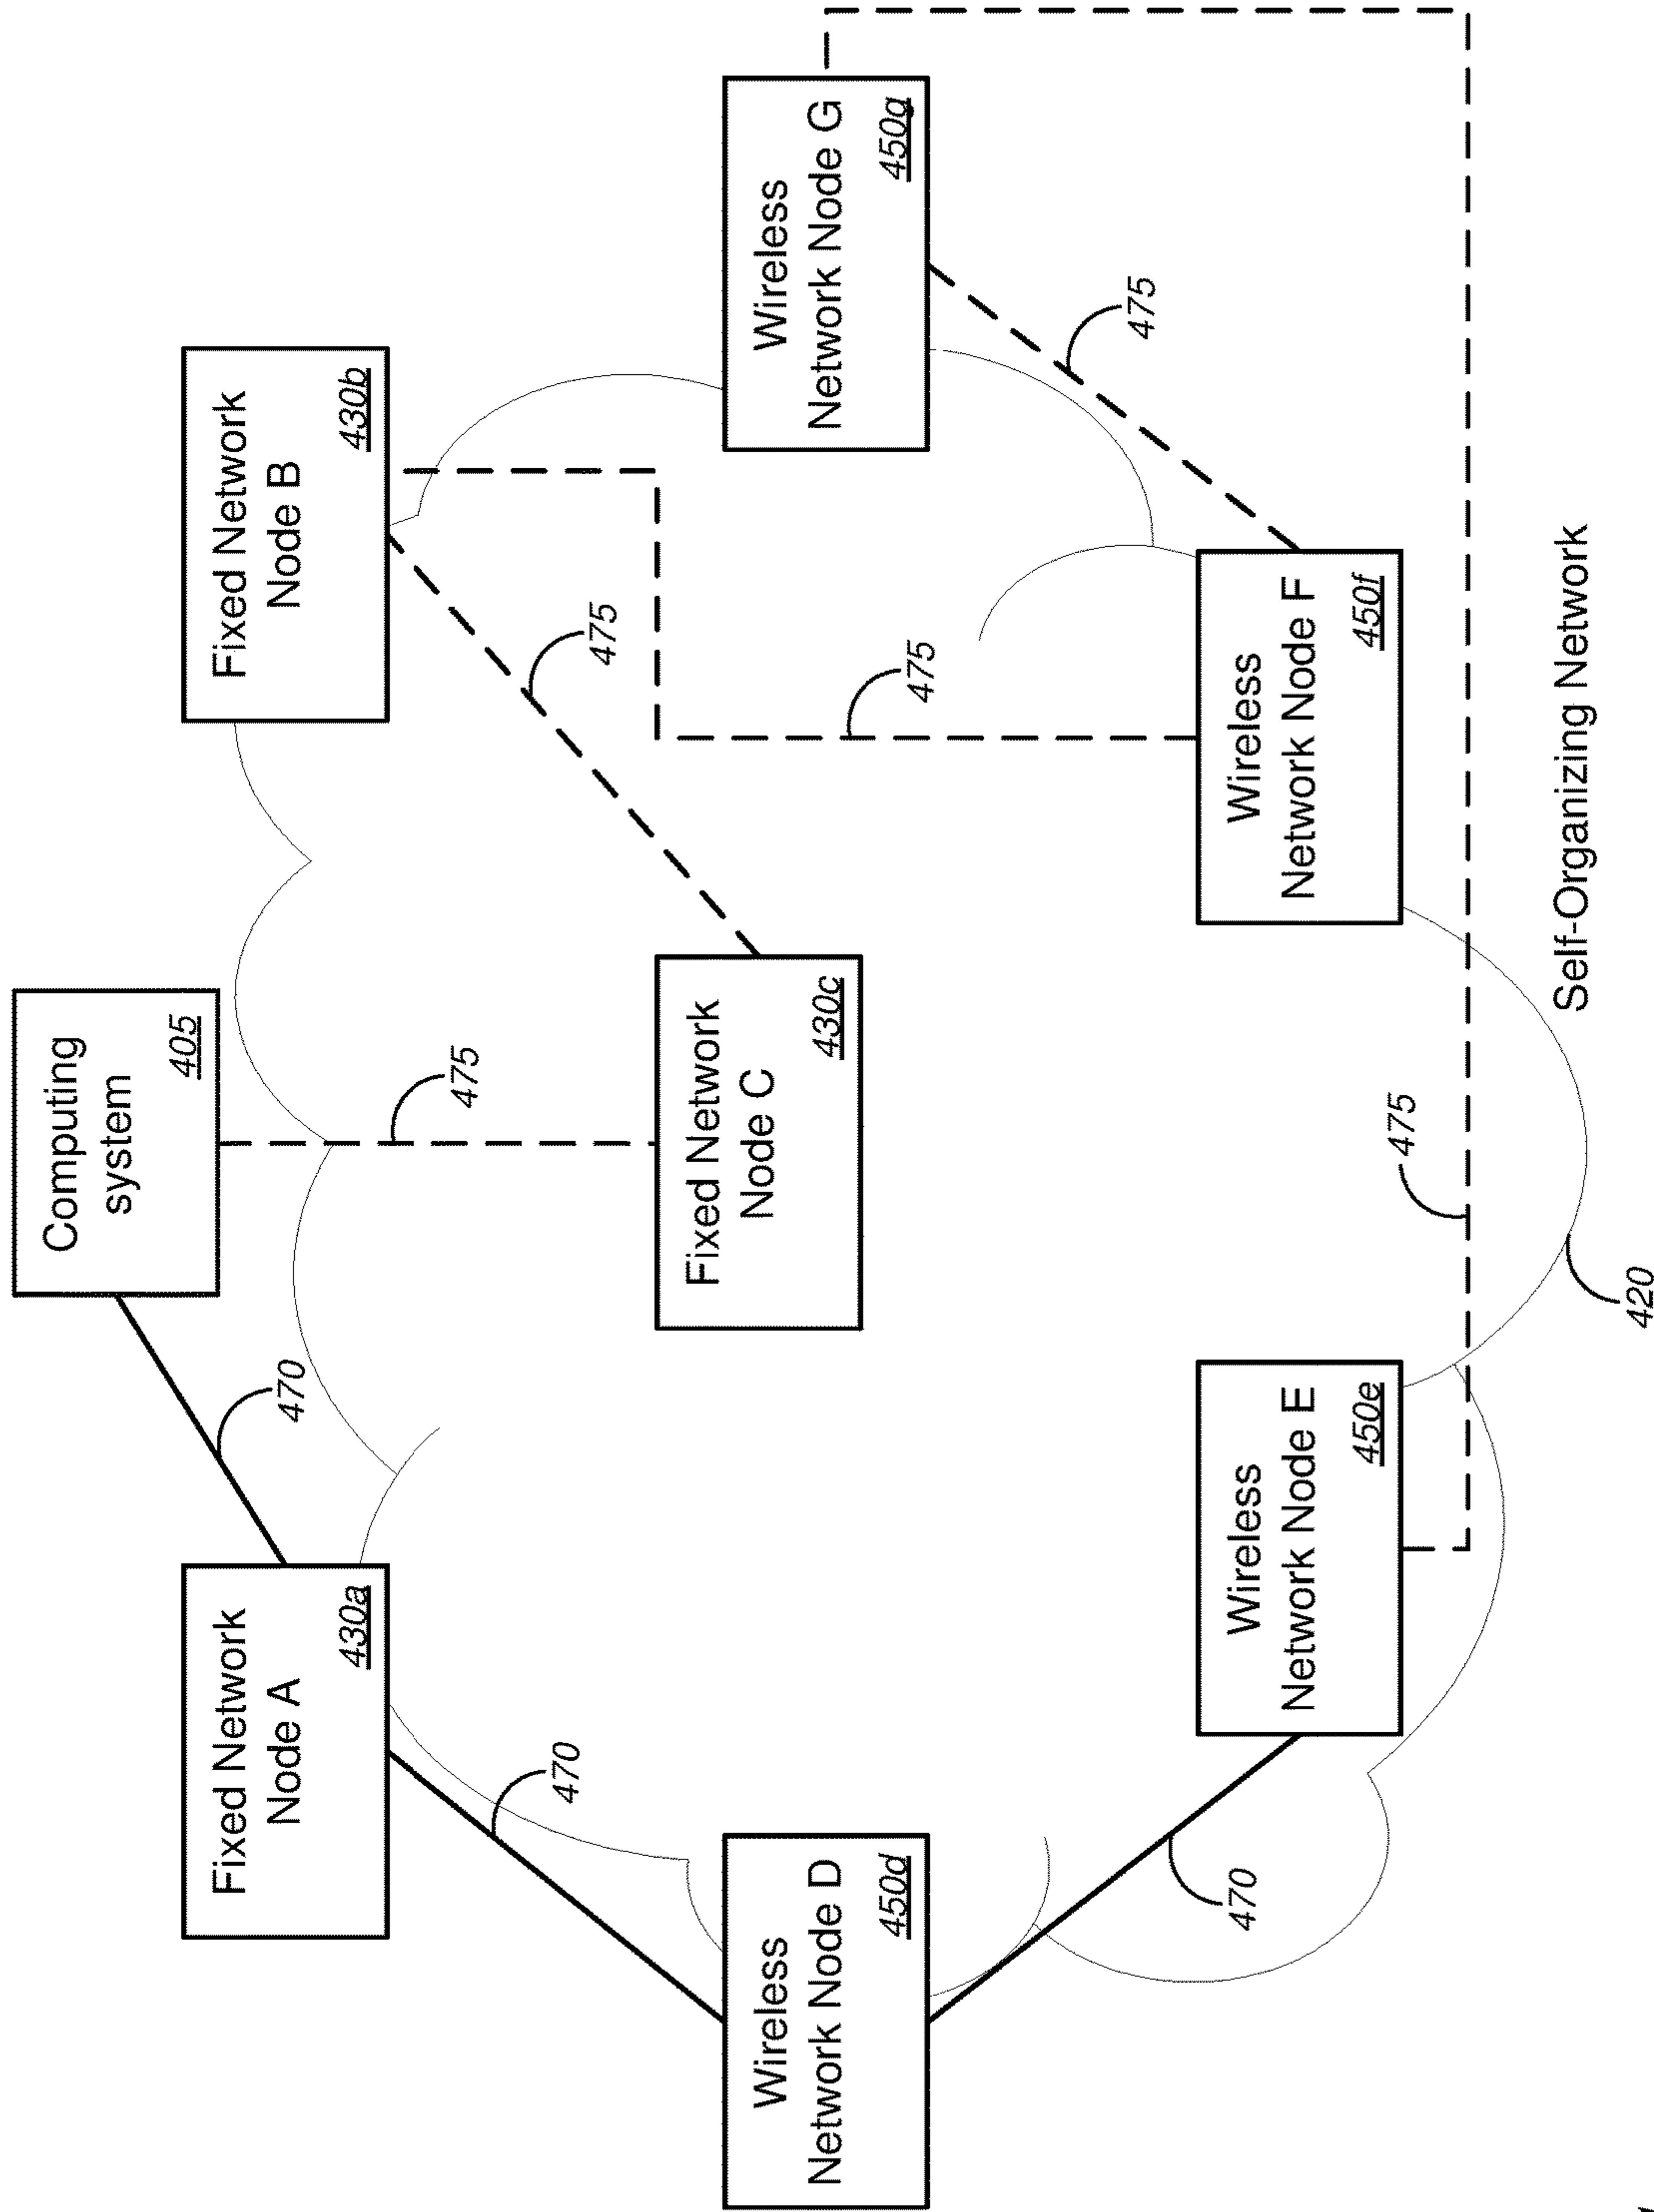 Computing
system
405
470
Fixed Network
Node A
430a
Fixed Network
Node B
430b
475
470
475
Fixed Network
Node C
430c
Wireless
Network Node D
450d
Wireless
Network Node G
450g
475
475
470
Wireless
Network Node E
450e
Wireless
Network Node F
450f
475
Self-Organizing Network
420